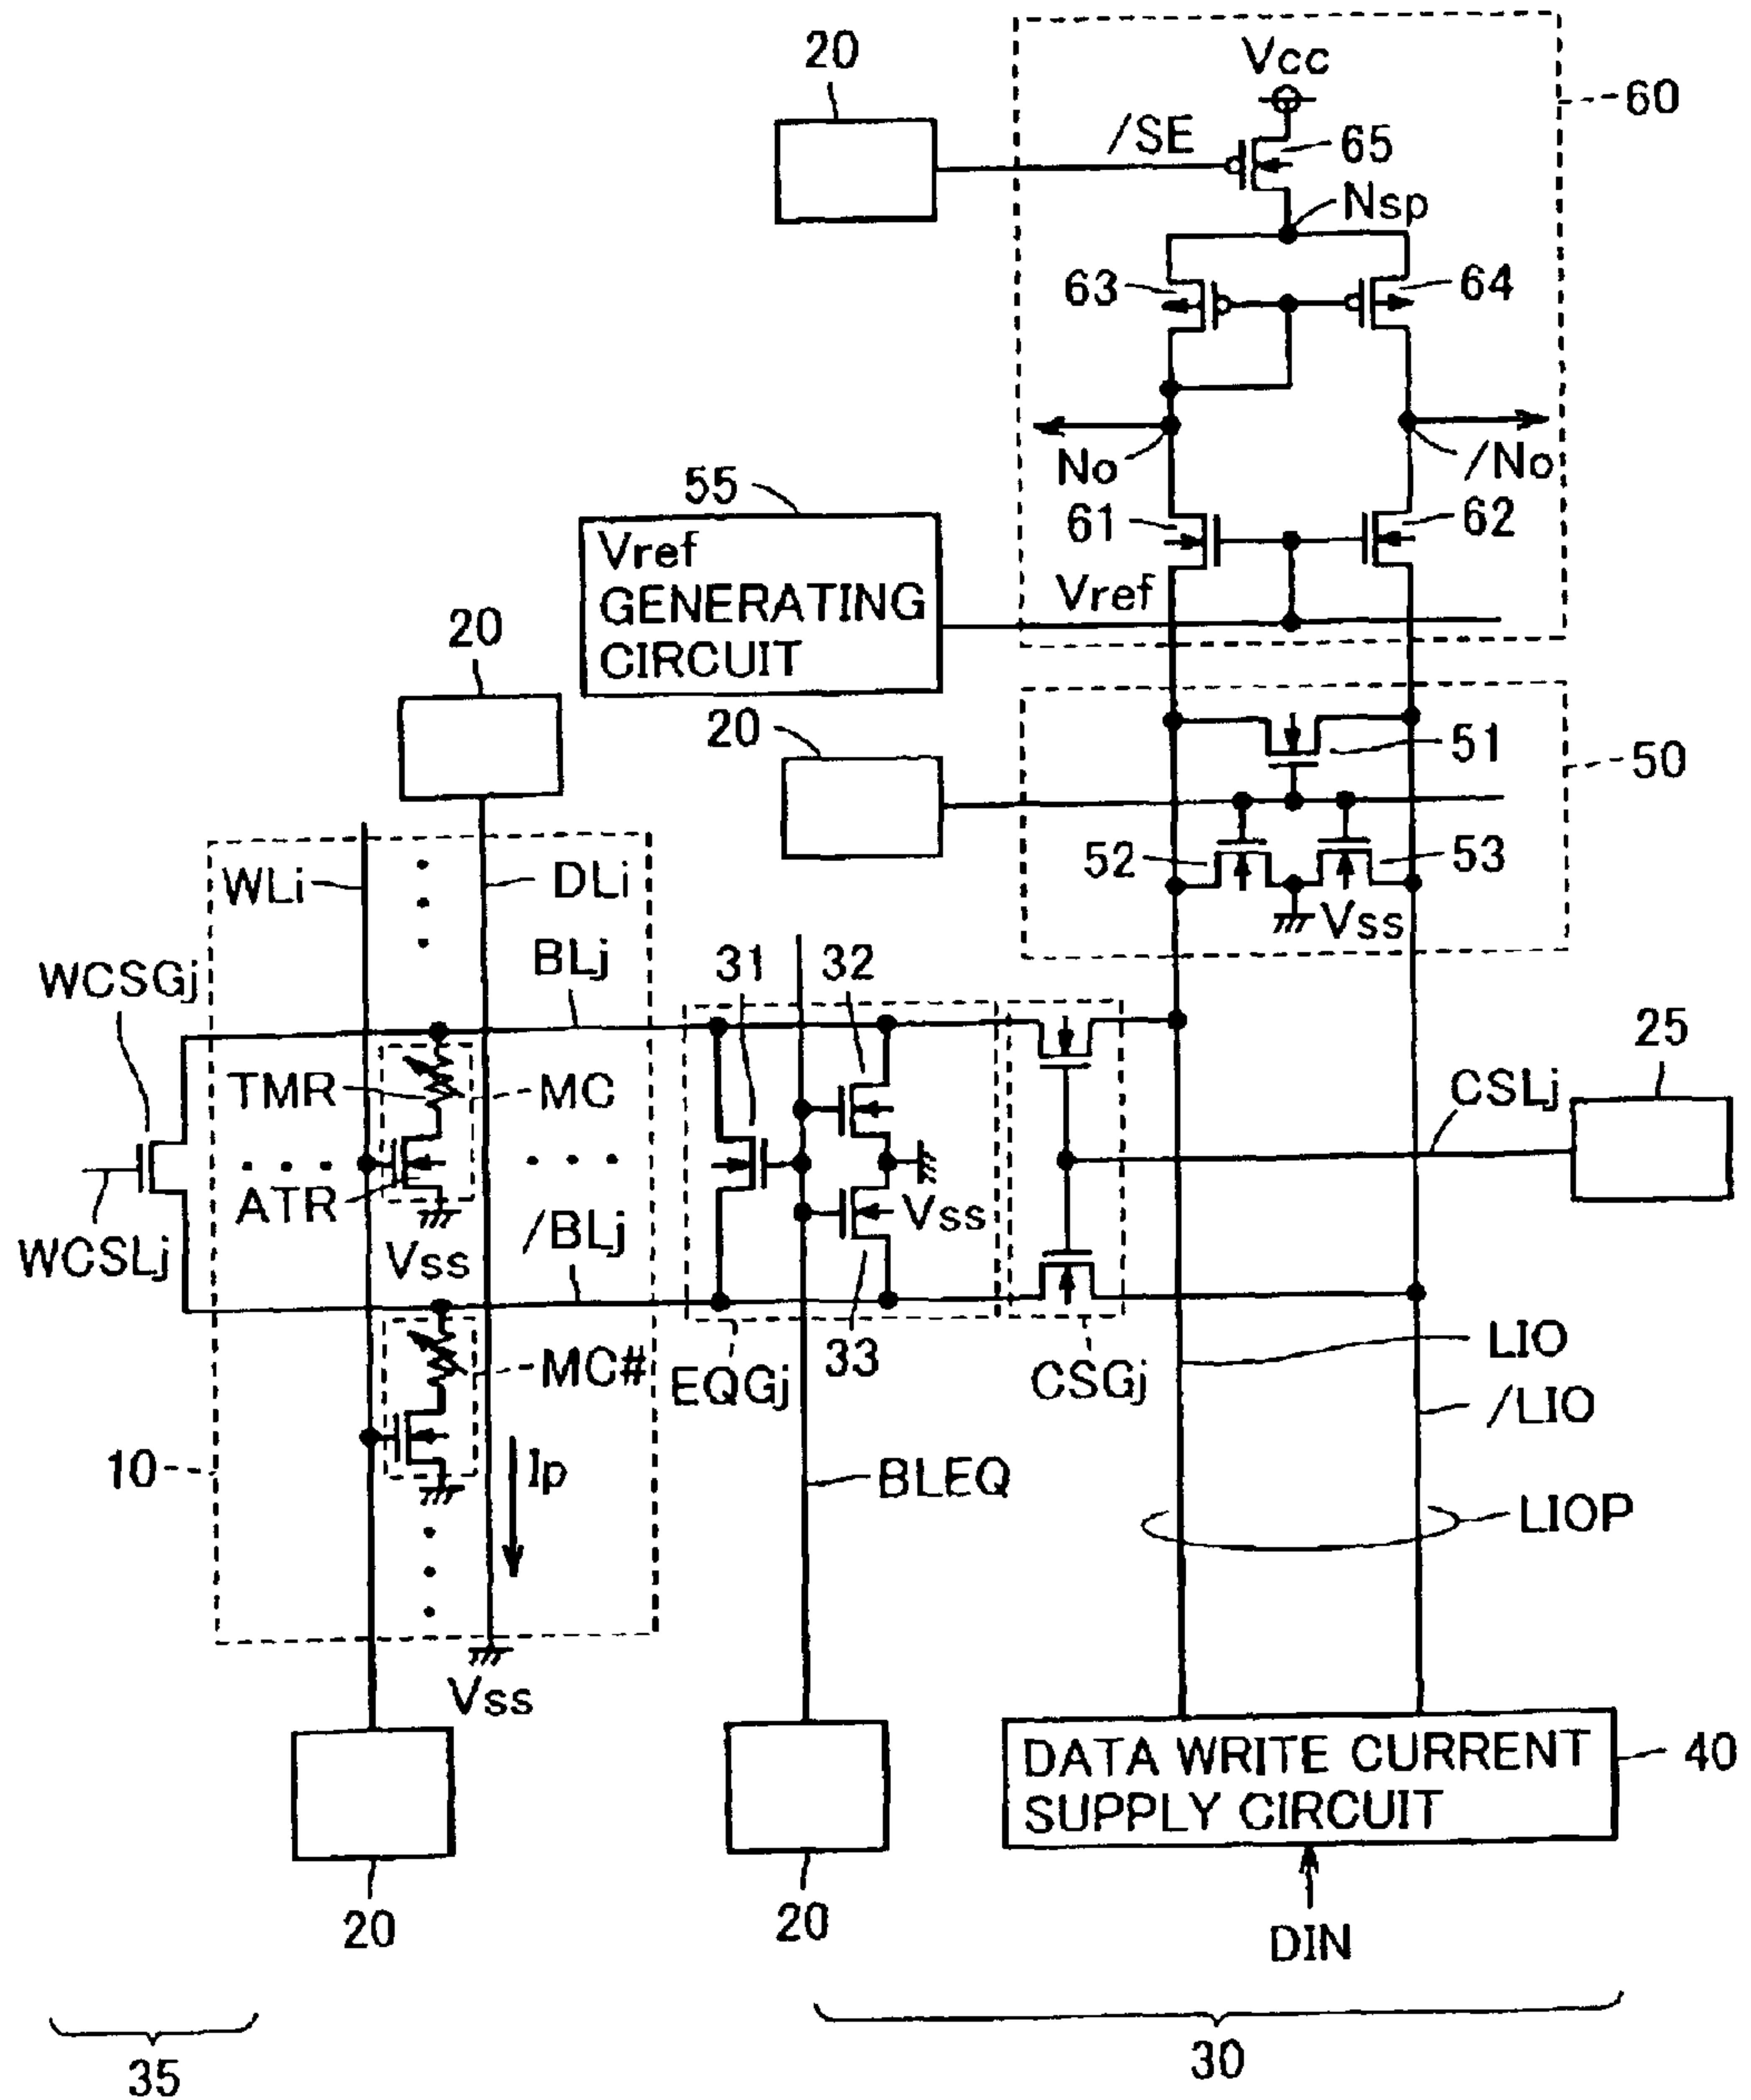 20
Vcc
60
/SE
65
Nsp
63
64
No
/No
55
61
62
Vref
GENERATING
CIRCUIT
Vref
20
20
51
50
52
53
Vss
WLi
DLi
WCSGj
BLj
31
32
25
TMR
MC
CSLj
ATR
Vss
/BLj
Vss
WCSLj
MC#
EQGj
33
CSGj
LIO
/LIO
10
Ip
BLEQ
LIOP
Vss
DATA WRITE CURRENT
SUPPLY CIRCUIT
40
20
20
DIN
35
30